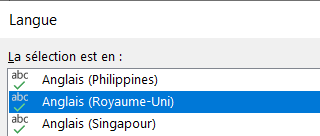 Langue
La sélection est en :
abc Anglais (Philippines)
abc Anglais (Royaume-Uni)
abc Anglais (Singapour)